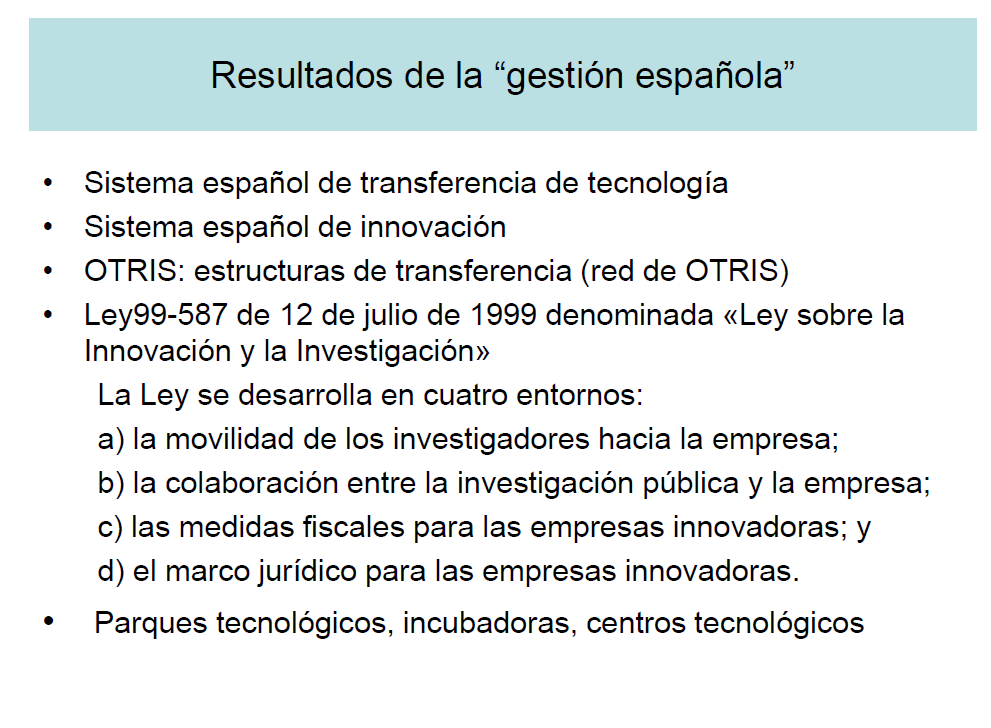 Resultados de la “gestión española”
• Sistema español de transferencia de tecnología
• Sistema español de innovación
• OTRIS: estructuras de transferencia (red de OTRIS)
• Ley99-587 de 12 de julio de 1999 denominada «Ley sobre la
Innovación y la Investigación»
La Ley se desarrolla en cuatro entornos:
a) la movilidad de los investigadores hacia la empresa;
b) la colaboración entre la investigación pública y la empresa;
c) las medidas fiscales para las empresas innovadoras; y
d) el marco jurídico para las empresas innovadoras.
• Parques tecnológicos, incubadoras, centros tecnológicos